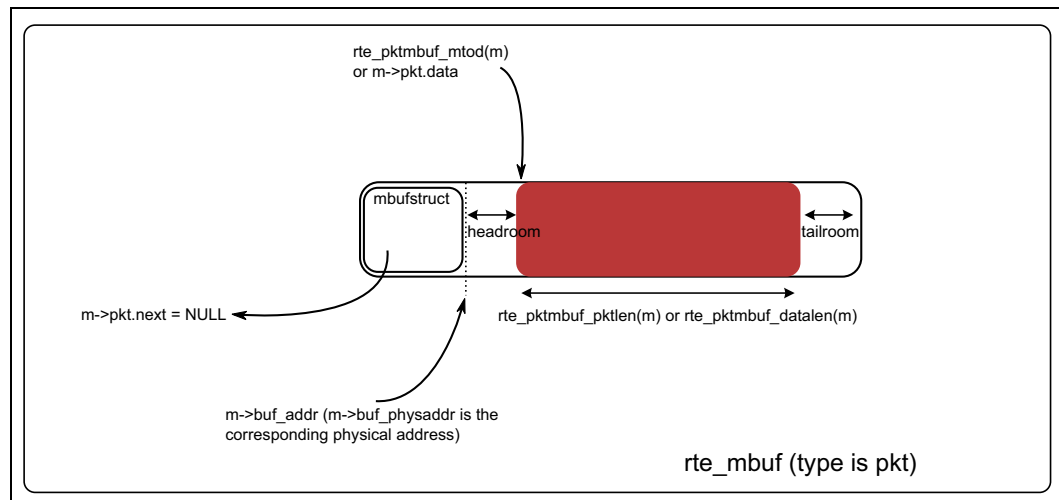 rte_pktmbuf_mtod(m)
or m->pkt.data
mbufstruct
headroom
tailroom
m->pkt.next = NULL
rte_pktmbuf_pktlen(m) or rte_pktmbuf_datalen(m)
m->buf_addr (m->buf_physaddr is the
corresponding physical address)
rte_mbuf (type is pkt)